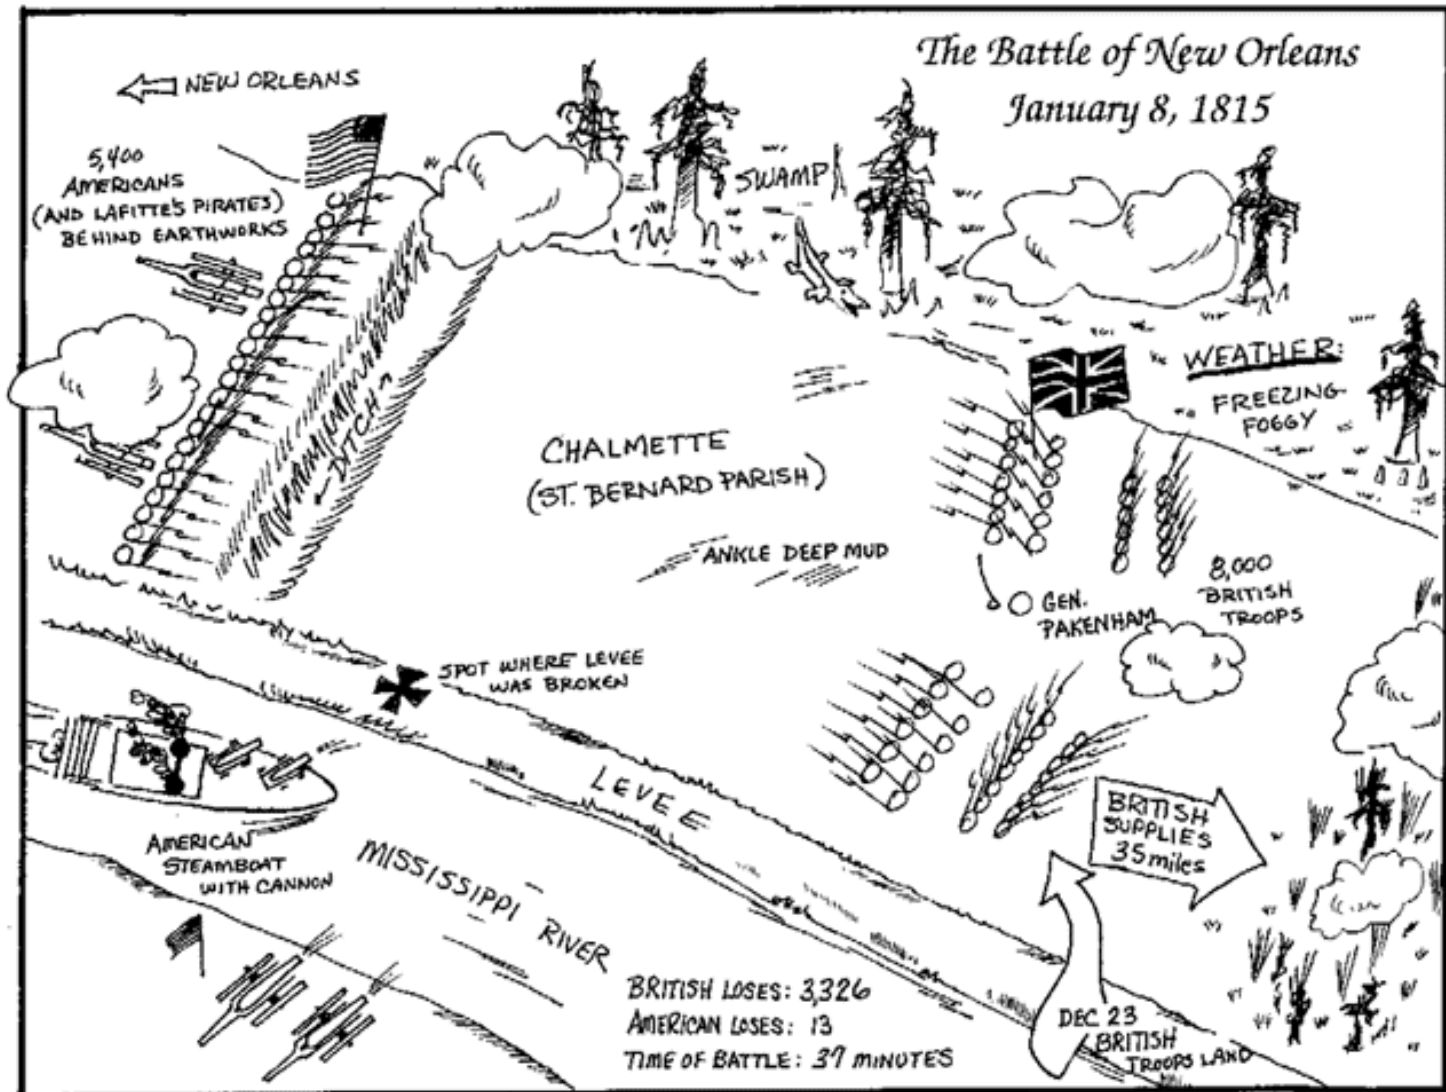 The Battle of New Orleans
January 8, 1815
NEW ORLEANS
5,400
AMERICANS
(AND LAFITTE'S PIRATES)
BEHIND EARTHWORKS
SWAMP
WEATHER:
FREEZING
FOGGY
DITCH
CHALMETTE
(ST. BERNARD PARISH)
ANKLE DEEP MUD
GEN.
PAKENHAM
8,000
BRITISH
TROOPS
SPOT WHERE LEVEE
WAS BROKEN
LEVEE
BRITISH
SUPPLIES
35 miles
AMERICAN
STEAMBOAT
WITH CANNON
MISSISSIPPI RIVER
BRITISH LOSES: 3,326
AMERICAN LOSES: 13
TIME OF BATTLE: 37 MINUTES
DEC 23
BRITISH
TROOPS LAND